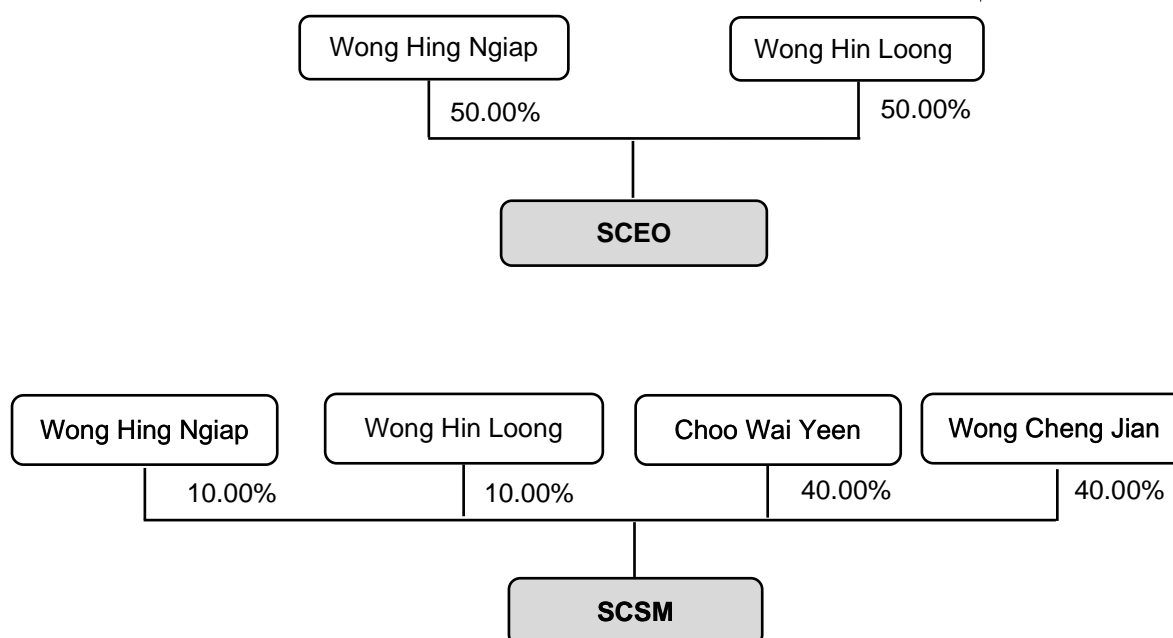 Wong Hing Ngiap
Wong Hin Loong
50.00%
50.00%
SCEO
Wong Hing Ngiap
Wong Hin Loong
Choo Wai Yeen
Wong Cheng Jian
10.00%
10.00%
40.00%
40.00%
SCSM